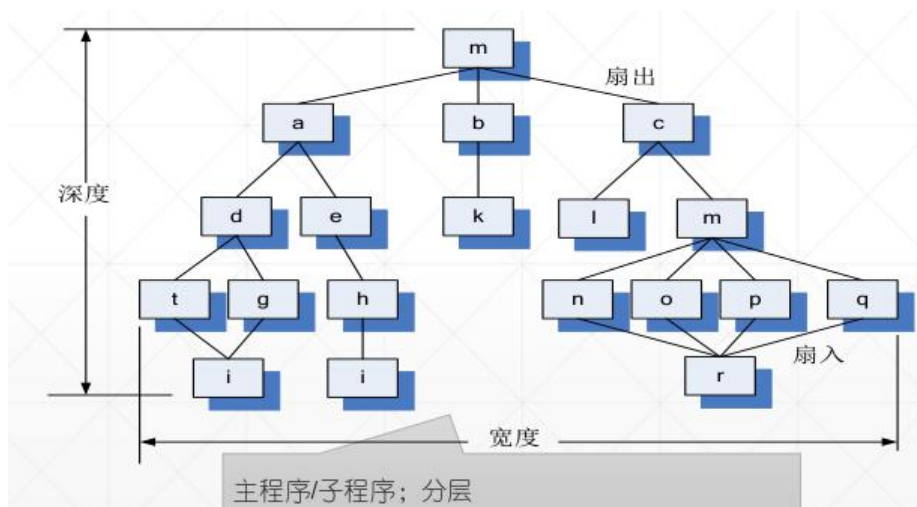 m
扇出
a b c
深度
d e k l m
t g h n o p q
扇入
i i r
宽度
主程序/子程序；分层